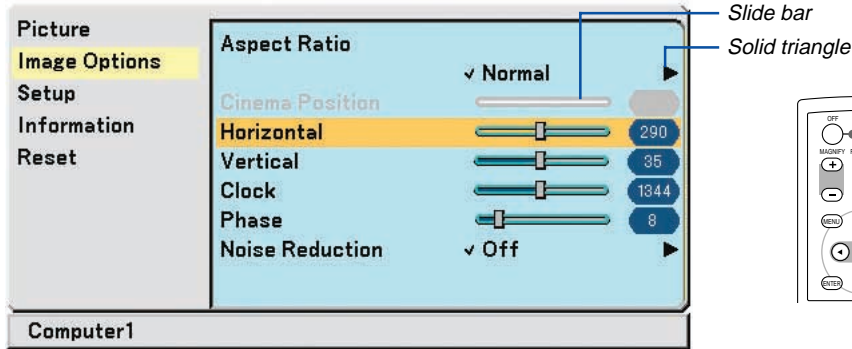 Picture
Image Options
Setup
Information
Reset
Aspect Ratio
✓ Normal ▶
Cinema Position
Horizontal 290
Vertical 35
Clock 1344
Phase 8
Noise Reduction ✓ Off ▶
Computer1
Slide bar
Solid triangle
OFF
MAGNIFY
+
−
MENU
ENTER